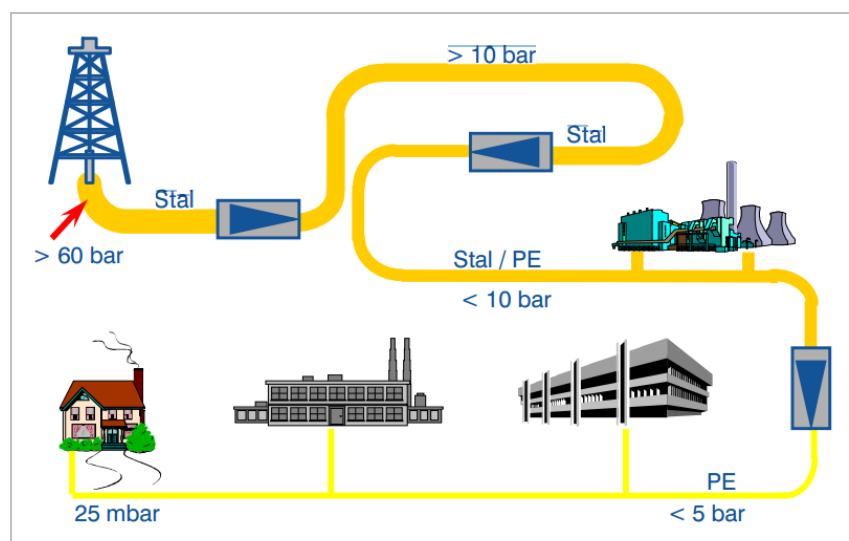 > 10 bar
Stal
Stal
> 60 bar
Stal / PE
< 10 bar
PE
25 mbar
< 5 bar